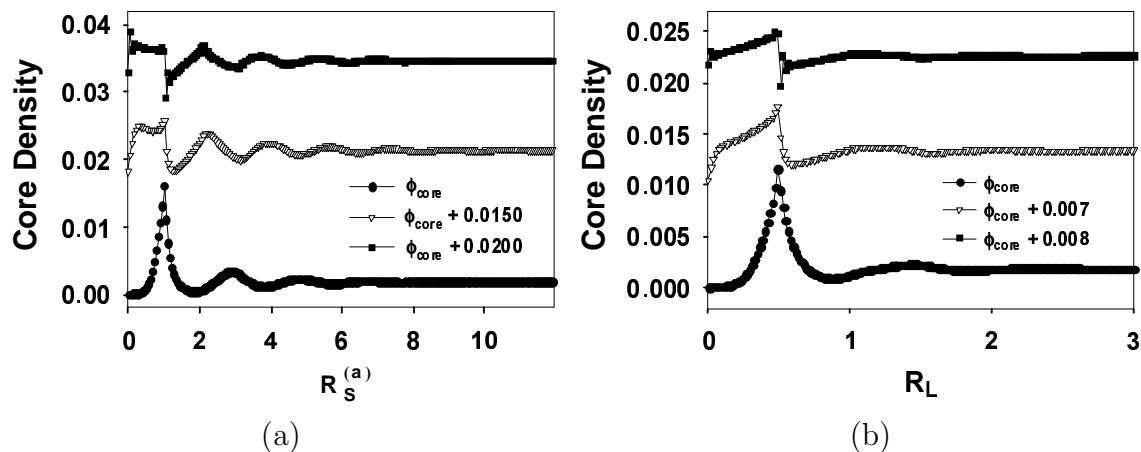 Core Density
0.04
0.03
0.02
0.01
0.00
ϕcore
ϕcore + 0.0150
ϕcore + 0.0200
0 2 4 6 8 10
R S (a)
(a)
Core Density
0.025
0.020
0.015
0.010
0.005
0.000
ϕcore
ϕcore + 0.007
ϕcore + 0.008
0 1 2 3
RL
(b)